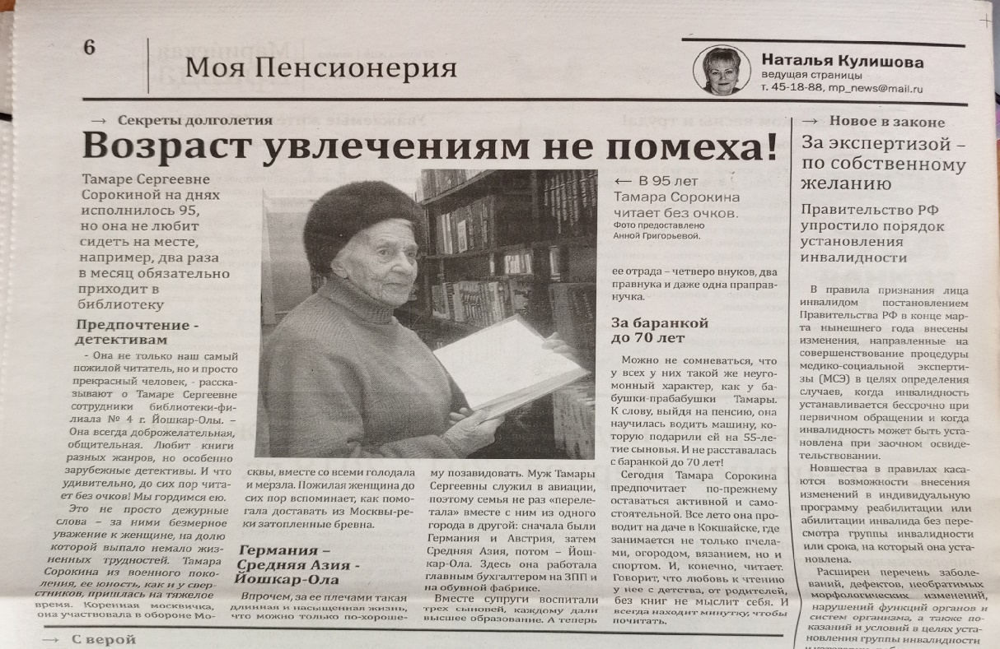 6
Моя Пенсионерия
Наталья Кулишова
ведущая страницы
т. 45-18-88, mp_news@mail.ru
→ Секреты долголетия
Возраст увлечениям не помеха!
Тамаре Сергеевне
Сорокиной на днях
исполнилось 95,
но она не любит
сидеть на месте,
например, два раза
в месяц обязательно
приходит в
библиотеку
Предпочтение -
детективам
- Она не только наш самый
пожилой читатель, но и просто
прекрасный человек, - расска-
зывают о Тамаре Сергеевне
сотрудники библиотеки-фи-
лиала № 4 г. Йошкар-Олы. –
Она всегда доброжелательная,
общительная. Любит книги
разных жанров, но особенно
зарубежные детективы. И что
удивительно, до сих пор чита-
ет без очков! Мы гордимся ею.
Это не просто дежурные
слова – за ними безмерное
уважение к женщине, на долю
которой выпало немало жиз-
ненных трудностей. Тамара
Сорокина из военного поко-
ления, ее юность, как и у свер-
стников, пришлась на тяжелое
время. Коренная москвичка,
она участвовала в обороне Мо-
сквы, вместе со всеми голодала
и мерзла. Пожилая женщина до
сих пор вспоминает, как помо-
гала доставать из Москвы-ре-
ки затопленные бревна.
Германия –
Средняя Азия -
Йошкар-Ола
Впрочем, за ее плечами такая
длинная и насыщенная жизнь,
что можно только по-хороше-
му позавидовать. Муж Тамары
Сергеевны служил в авиации,
поэтому семья не раз «переле-
тала» вместе с ним из одного
города в другой: сначала были
Германия и Австрия, затем
Средняя Азия, потом – Йош-
кар-Ола. Здесь она работала
главным бухгалтером на ЗПП и
на обувной фабрике.
Вместе супруги воспитали
трех сыновей, каждому дали
высшее образование. А теперь
← В 95 лет
Тамара Сорокина
читает без очков.
Фото предоставлено
Анной Григорьевой.
ее отрада – четверо внуков, два
правнука и даже одна праправ-
нучка.
За баранкой
до 70 лет
Можно не сомневаться, что
у всех у них такой же неуго-
монный характер, как у ба-
бушки-прабабушки Тамары.
К слову, выйдя на пенсию, она
научилась водить машину, ко-
торую подарили ей на 55-ле-
тие сыновья. И не расставалась
с баранкой до 70 лет!
Сегодня Тамара Сорокина
предпочитает по-прежнему
оставаться активной и само-
стоятельной. Все лето она про-
водит на даче в Кокшайске, где
занимается не только пчела-
ми, огородом, вязанием, но и
спортом. И, конечно, читает.
Говорит, что любовь к чтению
у нее с детства, от родителей,
без книг не мыслит себя. И
всегда находит минутку, чтобы
почитать.
→ Новое в законе
За экспертизой –
по собственному
желанию
Правительство РФ
упростило порядок
установления
инвалидности
В правила признания лица
инвалидом постановлением
Правительства РФ в конце мар-
та нынешнего года внесены
изменения, направленные на
совершенствование процедуры
медико-социальной эксперти-
зы (МСЭ) в целях определения
случаев, когда инвалидность
устанавливается бессрочно при
первичном обращении и когда
инвалидность может быть уста-
новлена при заочном освиде-
тельствовании.
Новшества в правилах каса-
ются возможности внесения
изменений в индивидуальную
программу реабилитации или
абилитации инвалида без пере-
смотра группы инвалидности
или срока, на который она уста-
новлена.
Расширен перечень заболе-
ваний, дефектов, необратимых
морфологических изменений,
нарушений функций органов и
систем организма, а также по-
казаний и условий в целях уста-
новления группы инвалидности
→ С верой